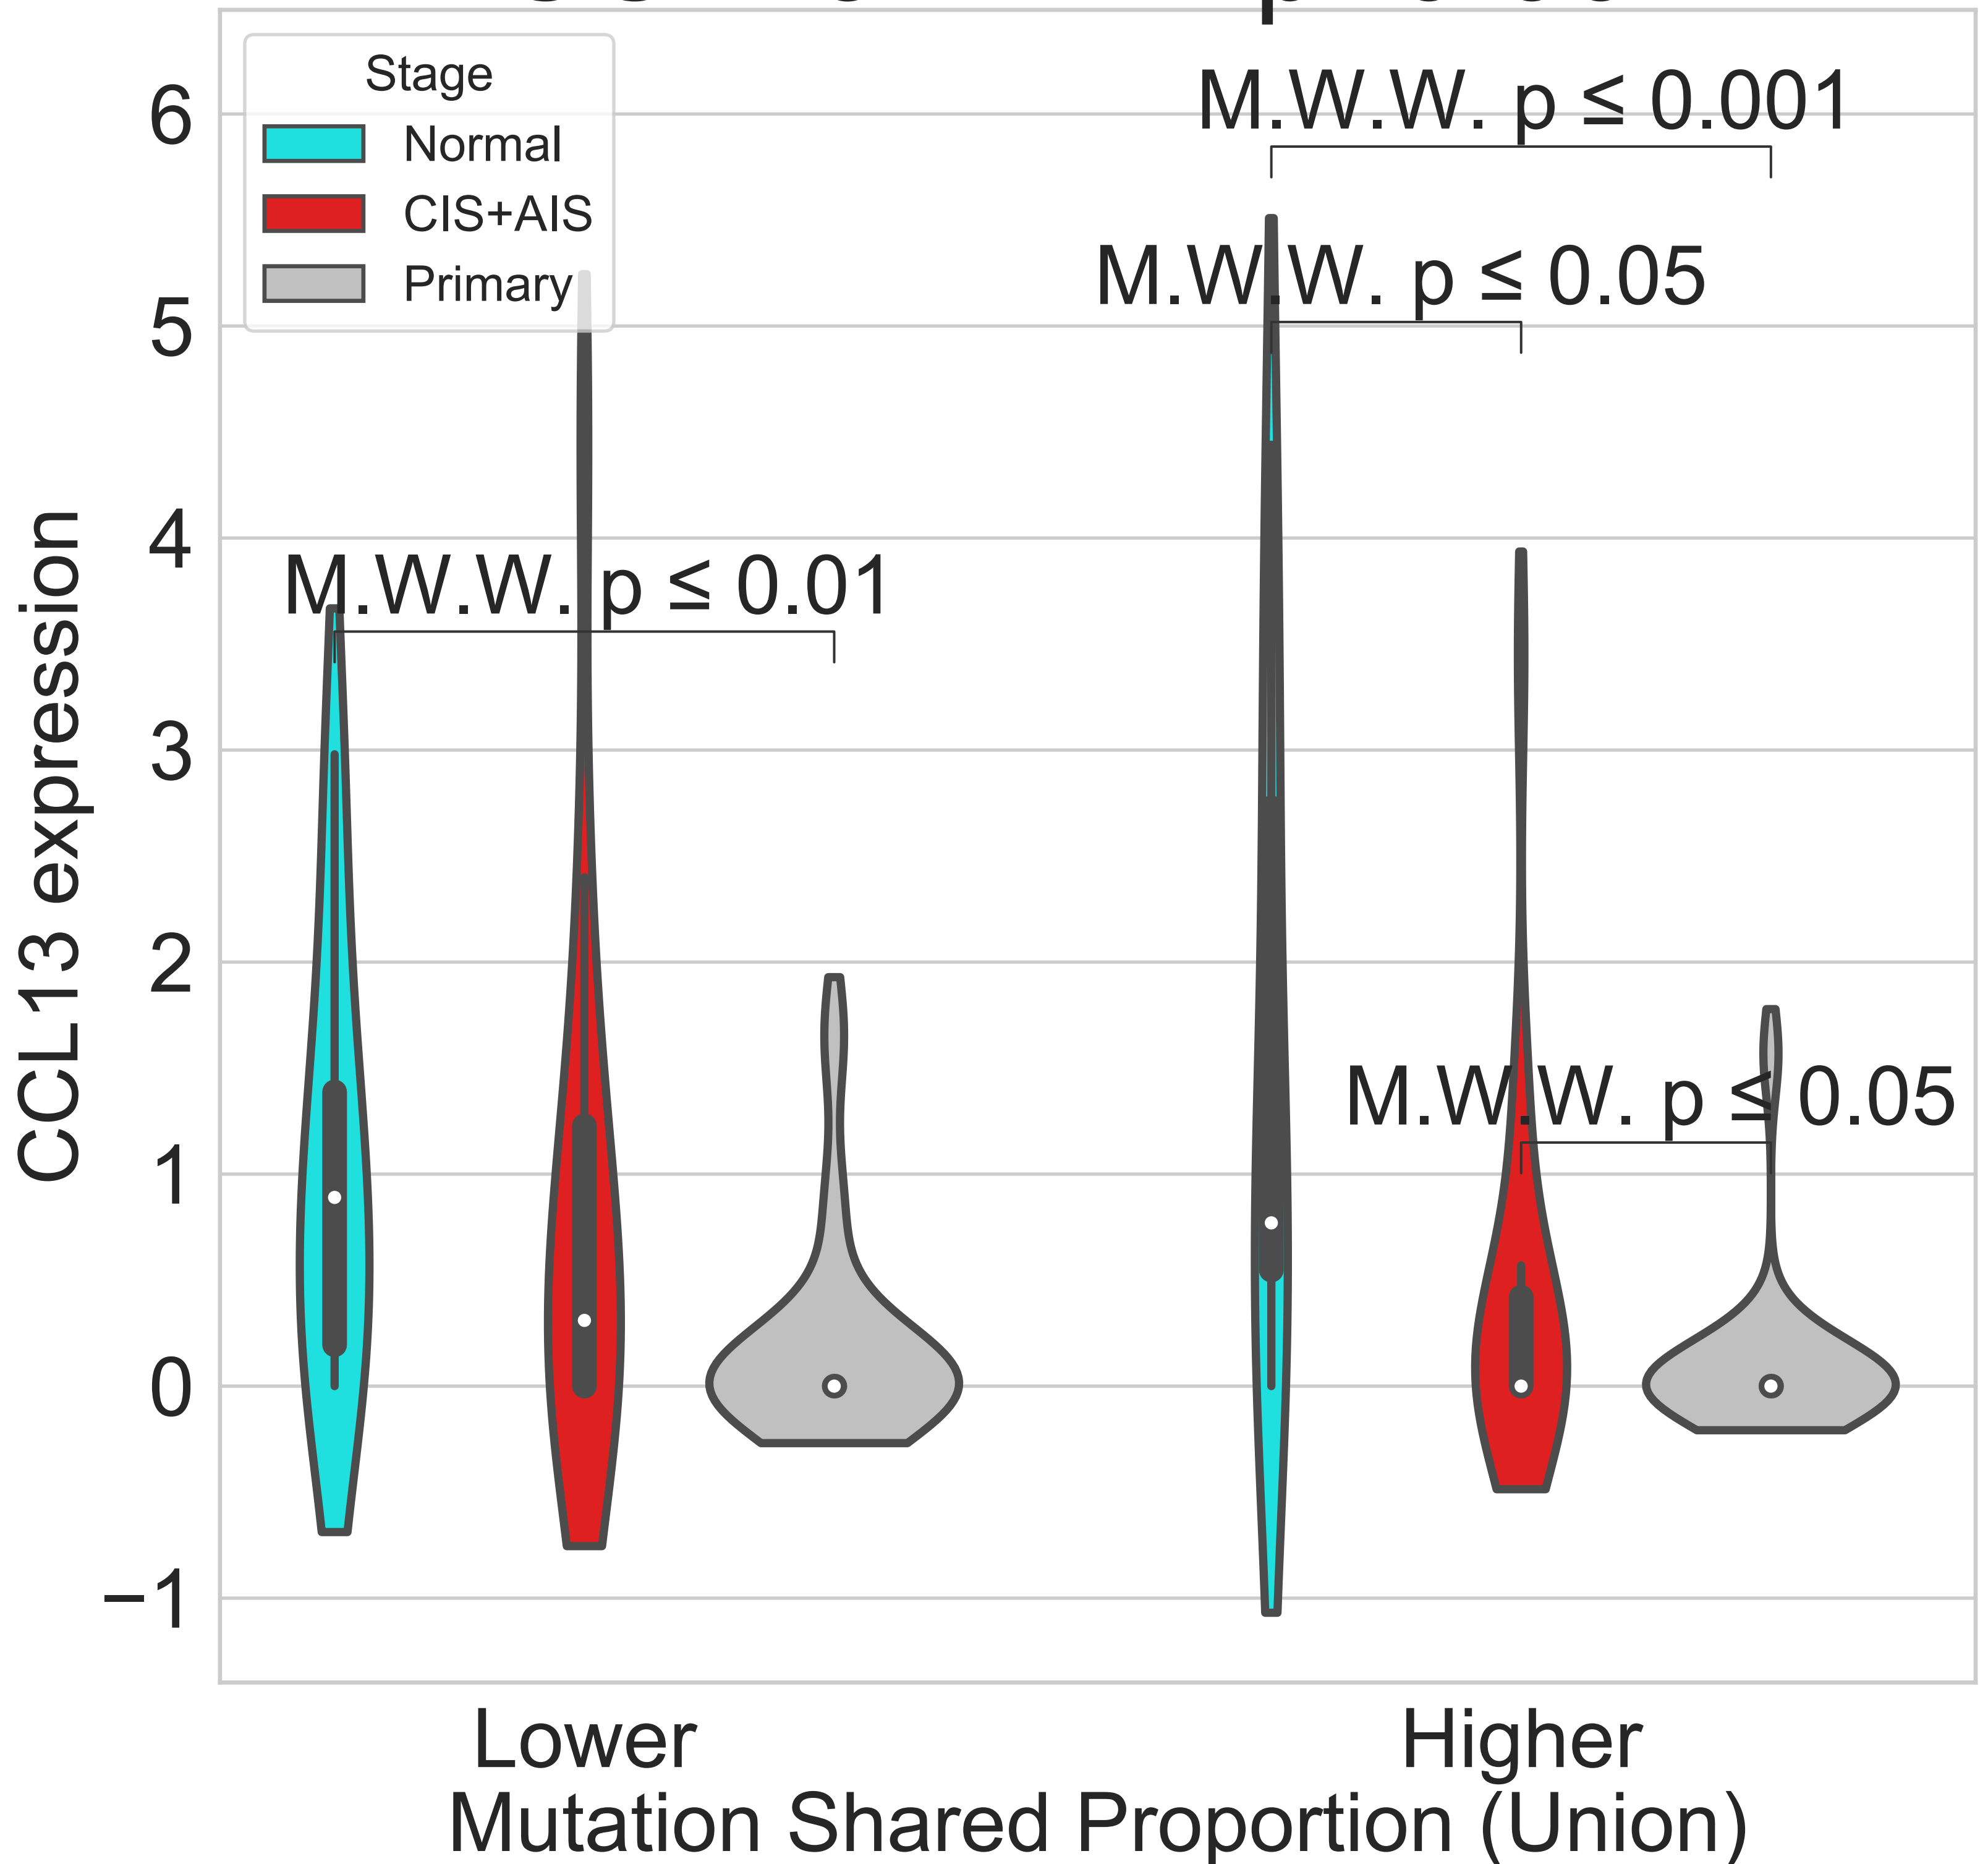 Stage
Normal
CIS+AIS
Primary
M.W.W. p ≤ 0.001
M.W.W. p ≤ 0.05
M.W.W. p ≤ 0.01
M.W.W. p ≤ 0.05
CCL13 expression
6
5
4
3
2
1
0
−1
Lower
Higher
Mutation Shared Proportion (Union)